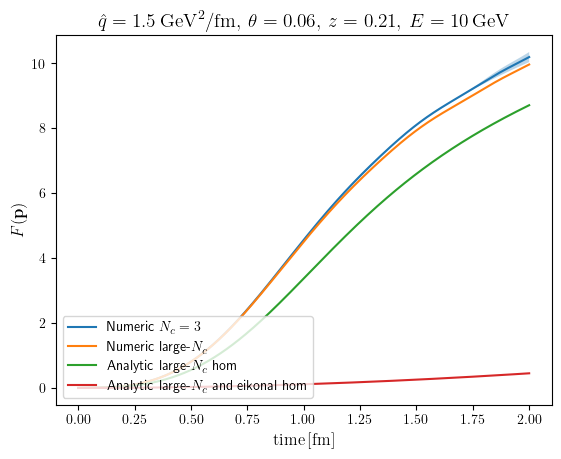 q̂ = 1.5 GeV²/fm, θ = 0.06, z = 0.21, E = 10 GeV
F(p)
10
8
6
4
2
0
Numeric N_c = 3
Numeric large-N_c
Analytic large-N_c hom
Analytic large-N_c and eikonal hom
0.00 0.25 0.50 0.75 1.00 1.25 1.50 1.75 2.00
time [fm]